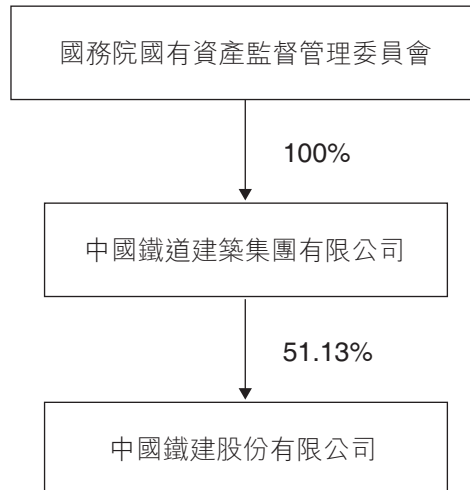 國務院國有資產監督管理委員會
100%
中國鐵道建築集團有限公司
51.13%
中國鐵建股份有限公司